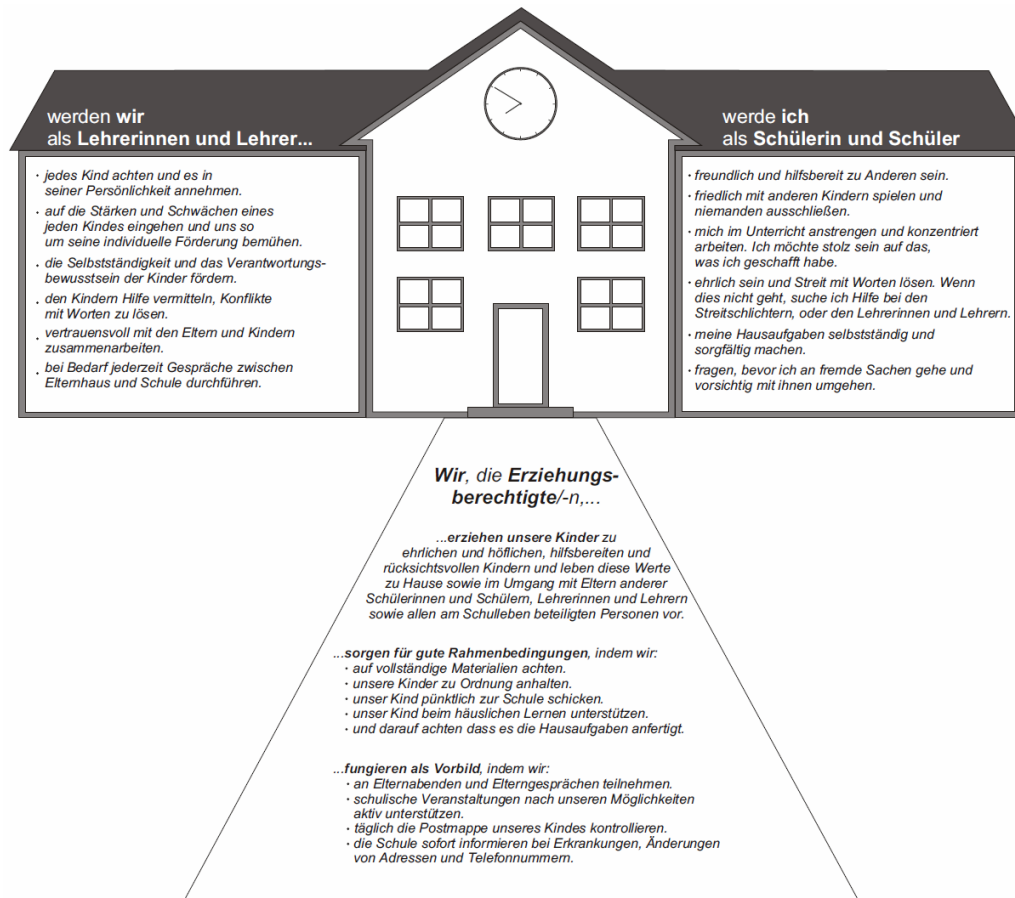 werden wir
als Lehrerinnen und Lehrer...
· jedes Kind achten und es in
seiner Persönlichkeit annehmen.
· auf die Stärken und Schwächen eines
jeden Kindes eingehen und uns so
um seine individuelle Förderung bemühen.
· die Selbstständigkeit und das Verantwortungs-
bewusstsein der Kinder fördern.
· den Kindern Hilfe vermitteln, Konflikte
mit Worten zu lösen.
· vertrauensvoll mit den Eltern und Kindern
zusammenarbeiten.
· bei Bedarf jederzeit Gespräche zwischen
Elternhaus und Schule durchführen.
werde ich
als Schülerin und Schüler
· freundlich und hilfsbereit zu Anderen sein.
· friedlich mit anderen Kindern spielen und
niemanden ausschließen.
· mich im Unterricht anstrengen und konzentriert
arbeiten. Ich möchte stolz sein auf das,
was ich geschafft habe.
· ehrlich sein und Streit mit Worten lösen. Wenn
dies nicht geht, suche ich Hilfe bei den
Streitschlichtern, oder den Lehrerinnen und Lehrern.
· meine Hausaufgaben selbstständig und
sorgfältig machen.
· fragen, bevor ich an fremde Sachen gehe und
vorsichtig mit ihnen umgehen.
Wir, die Erziehungs-
berechtigte/-n,...
...erziehen unsere Kinder zu
ehrlichen und höflichen, hilfsbereiten und
rücksichtsvollen Kindern und leben diese Werte
zu Hause sowie im Umgang mit Eltern anderer
Schülerinnen und Schülern, Lehrerinnen und Lehrern
sowie allen am Schulleben beteiligten Personen vor.
...sorgen für gute Rahmenbedingungen, indem wir:
· auf vollständige Materialien achten.
· unsere Kinder zu Ordnung anhalten.
· unser Kind pünktlich zur Schule schicken.
· unser Kind beim häuslichen Lernen unterstützen.
· und darauf achten dass es die Hausaufgaben anfertigt.
...fungieren als Vorbild, indem wir:
· an Elternabenden und Elterngesprächen teilnehmen.
· schulische Veranstaltungen nach unseren Möglichkeiten
aktiv unterstützen.
· täglich die Postmappe unseres Kindes kontrollieren.
· die Schule sofort informieren bei Erkrankungen, Änderungen
von Adressen und Telefonnummern.